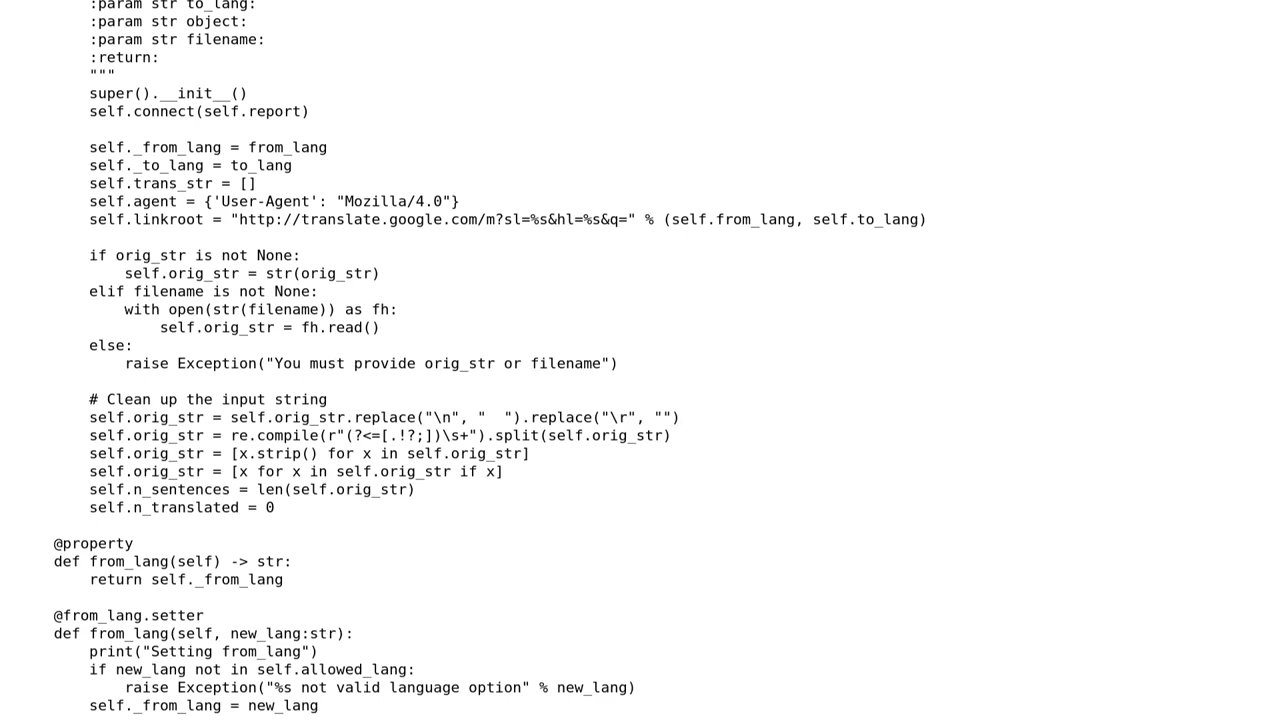 :param str to_lang:
:param str object:
:param str filename:
:return:
"""
super().__init__()
self.connect(self.report)
self._from_lang = from_lang
self._to_lang = to_lang
self.trans_str = []
self.agent = {'User-Agent': "Mozilla/4.0"}
self.linkroot = "http://translate.google.com/m?sl=%s&hl=%s&q=" % (self.from_lang, self.to_lang)
if orig_str is not None:
self.orig_str = str(orig_str)
elif filename is not None:
with open(str(filename)) as fh:
self.orig_str = fh.read()
else:
raise Exception("You must provide orig_str or filename")
# Clean up the input string
self.orig_str = self.orig_str.replace("\n", "  ").replace("\r", "")
self.orig_str = re.compile(r"(?<=[.!?;])\s+").split(self.orig_str)
self.orig_str = [x.strip() for x in self.orig_str]
self.orig_str = [x for x in self.orig_str if x]
self.n_sentences = len(self.orig_str)
self.n_translated = 0
@property
def from_lang(self) -> str:
return self._from_lang
@from_lang.setter
def from_lang(self, new_lang:str):
print("Setting from_lang")
if new_lang not in self.allowed_lang:
raise Exception("%s not valid language option" % new_lang)
self._from_lang = new_lang